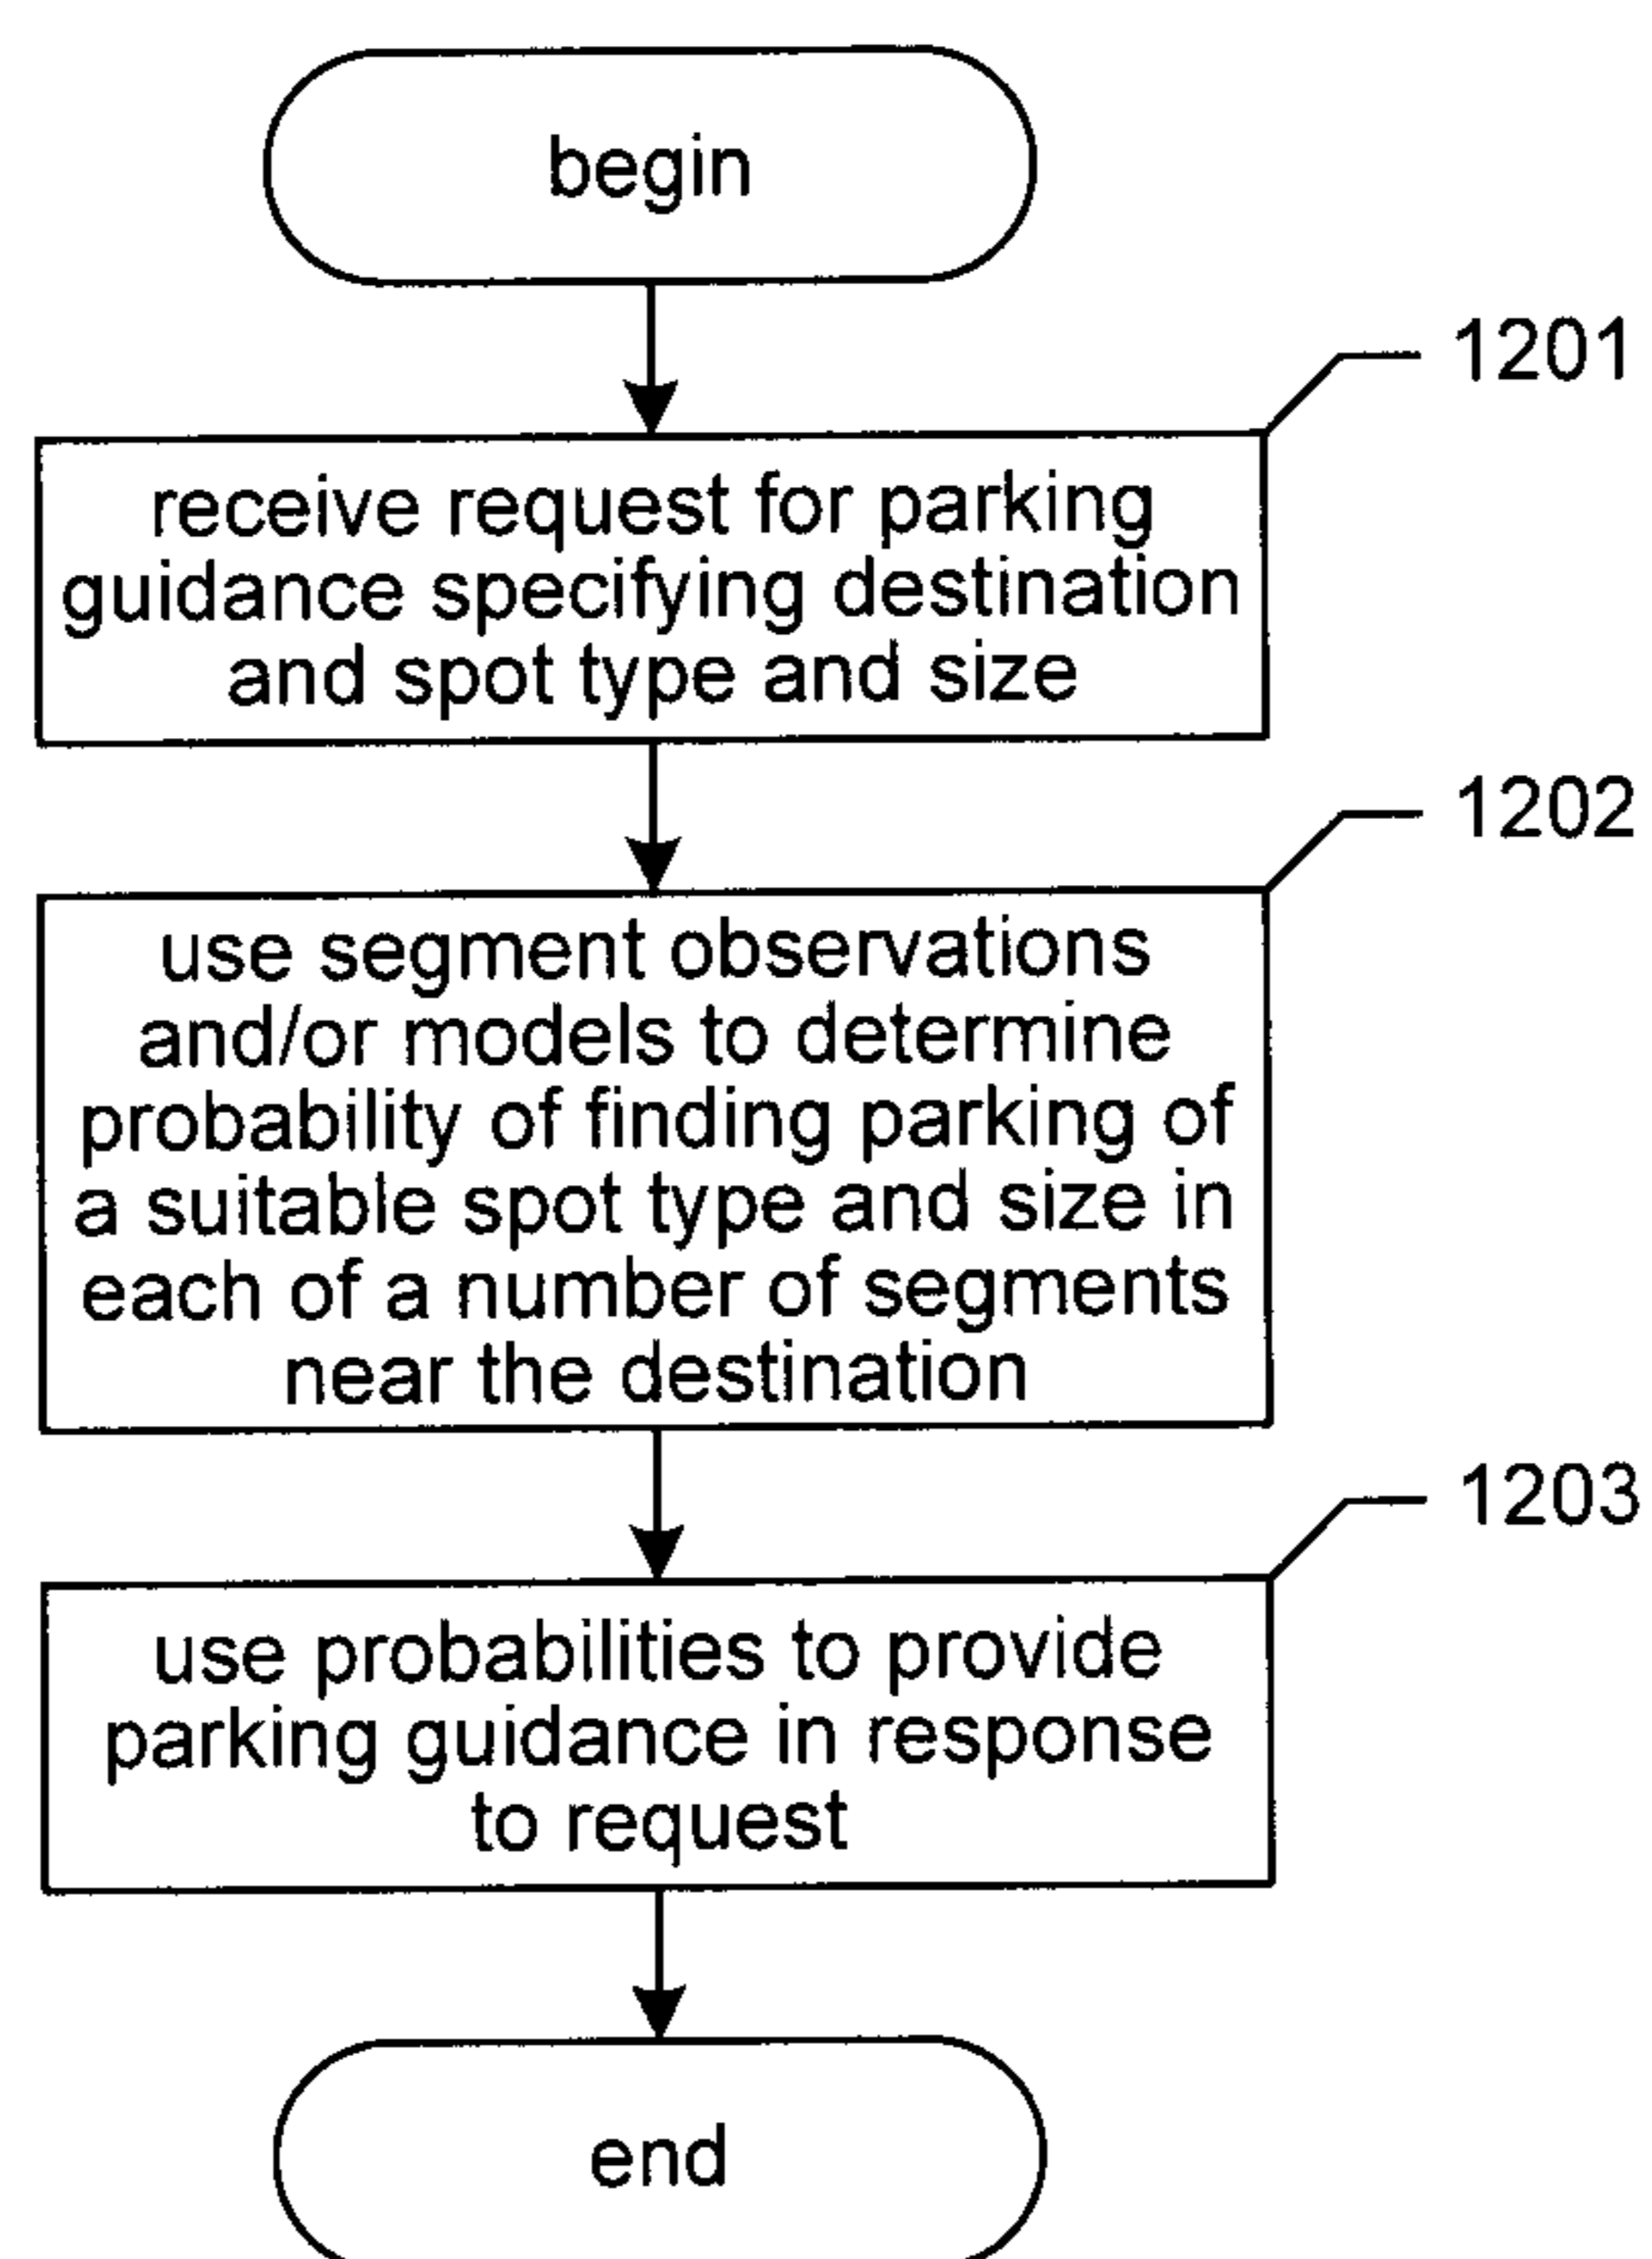 begin
1201
receive request for parking
guidance specifying destination
and spot type and size
1202
use segment observations
and/or models to determine
probability of finding parking of
a suitable spot type and size in
each of a number of segments
near the destination
1203
use probabilities to provide
parking guidance in response
to request
end